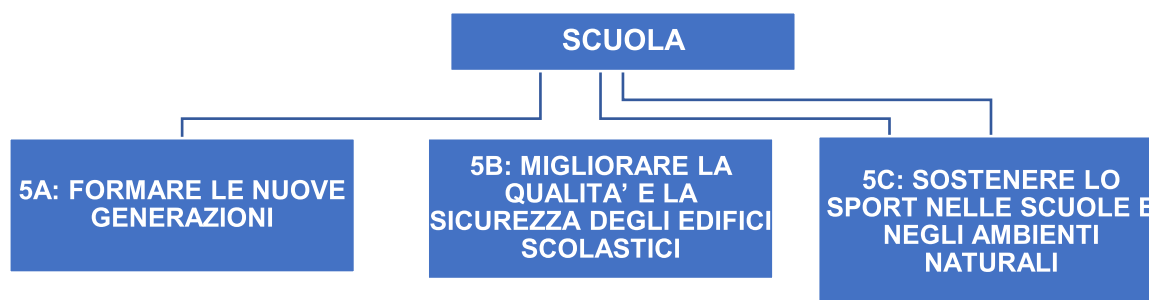 SCUOLA
5A: FORMARE LE NUOVE
GENERAZIONI
5B: MIGLIORARE LA
QUALITA’ E LA
SICUREZZA DEGLI EDIFICI
SCOLASTICI
5C: SOSTENERE LO
SPORT NELLE SCUOLE E
NEGLI AMBIENTI
NATURALI